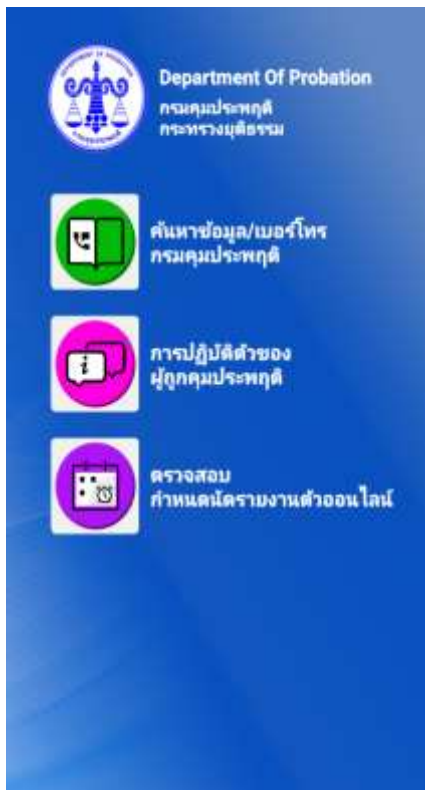 DEPARTMENT OF PROBATION
Department Of Probation
กรมคุมประพฤติ
กระทรวงยุติธรรม
ค้นหาข้อมูล/เบอร์โทร
กรมคุมประพฤติ
การปฏิบัติตัวของ
ผู้ถูกคุมประพฤติ
ตรวจสอบ
กำหนดนัดรายงานตัวออนไลน์